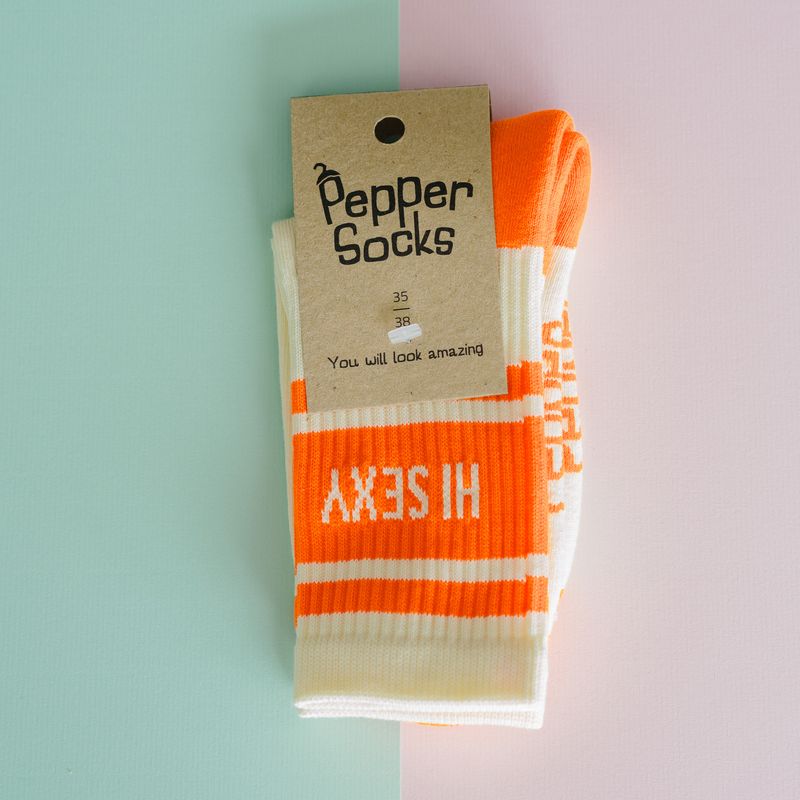 Pepper
Socks
35
38
You will look amazing
HI SEXY